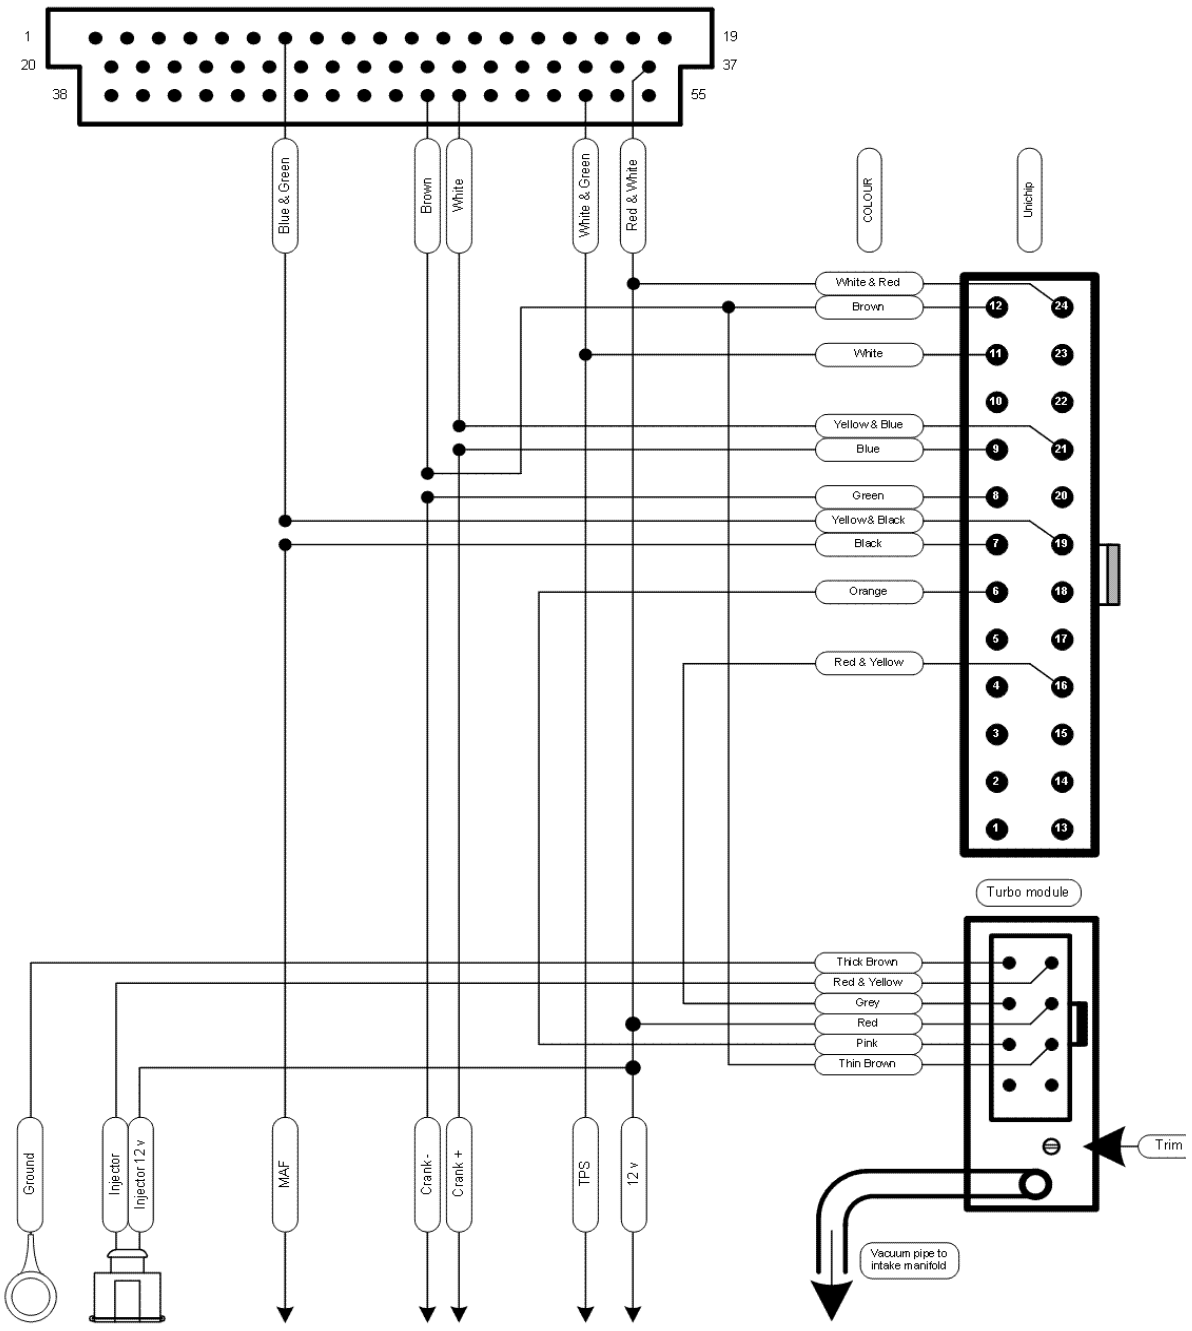 1
19
20
37
38
55
Blue & Green
Brown
White
White & Green
Red & White
COLOUR
Unichip
White & Red
Brown
12
24
White
11
23
10
22
Yellow & Blue
Blue
9
21
Green
8
20
Yellow & Black
Black
7
19
Orange
6
18
5
17
Red & Yellow
4
16
3
15
2
14
1
13
Turbo module
Thick Brown
Red & Yellow
Grey
Red
Pink
Thin Brown
Trim
Ground
Injector
Injector 12 v
MAF
Crank -
Crank +
TPS
12 v
Vacuum pipe to
intake manifold